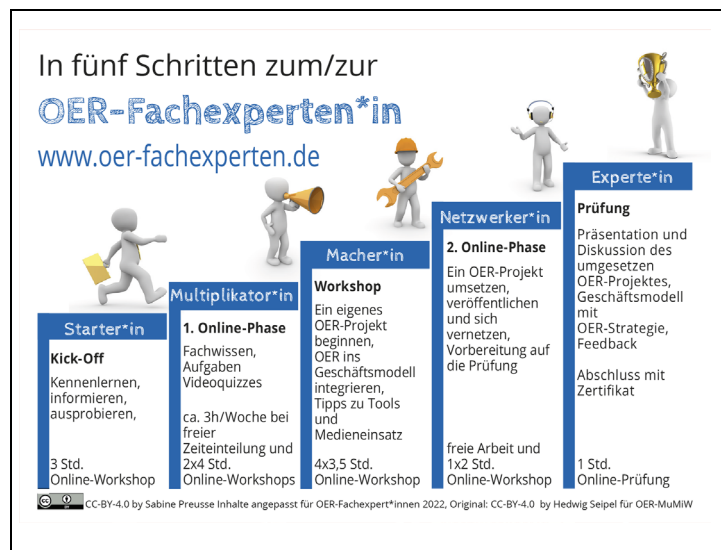 In fünf Schritten zum/zur
OER-Fachexperten*in
www.oer-fachexperten.de
Starter*in
Kick-Off
Kennenlernen,
informieren,
ausprobieren,
3 Std.
Online-Workshop
Multiplikator*in
1. Online-Phase
Fachwissen,
Aufgaben
Videoquizzes
ca. 3h/Woche bei
freier
Zeiteinteilung und
2x4 Std.
Online-Workshops
Macher*in
Workshop
Ein eigenes
OER-Projekt
beginnen,
OER ins
Geschäftsmodell
integrieren,
Tipps zu Tools
und
Medieneinsatz
4x3,5 Std.
Online-Workshop
Netzwerker*in
2. Online-Phase
Ein OER-Projekt
umsetzen,
veröffentlichen
und sich
vernetzen,
Vorbereitung auf
die Prüfung
freie Arbeit und
1x2 Std.
Online-Workshop
Experte*in
Prüfung
Präsentation und
Diskussion des
umgesetzen
OER-Projektes,
Geschäftsmodell
mit
OER-Strategie,
Feedback
Abschluss mit
Zertifikat
1 Std.
Online-Prüfung
CC BY CC-BY-4.0 by Sabine Preusse Inhalte angepasst für OER-Fachexpert*innen 2022, Original: CC-BY-4.0 by Hedwig Seipel für OER-MuMiW